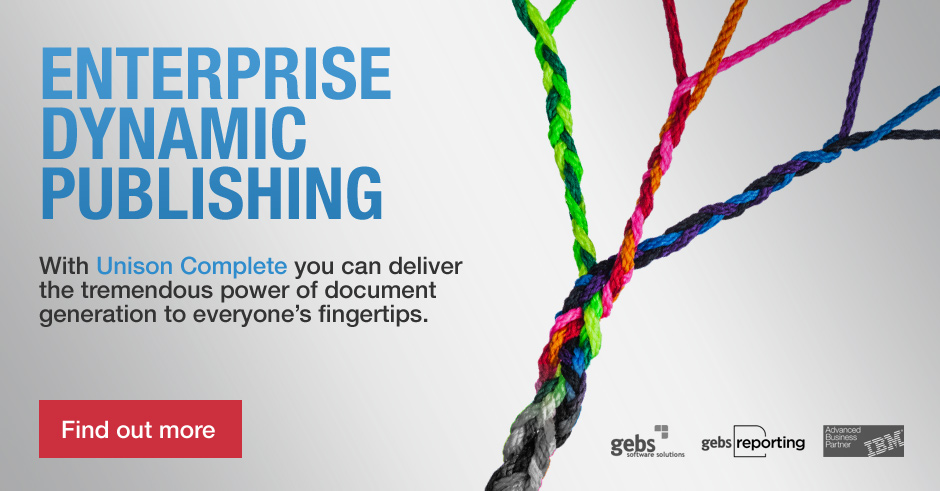 ENTERPRISE
DYNAMIC
PUBLISHING
With Unison Complete you can deliver
the tremendous power of document
generation to everyone’s fingertips.
Find out more
gebs
software solutions
gebs reporting
Advanced
Business
Partner
IBM